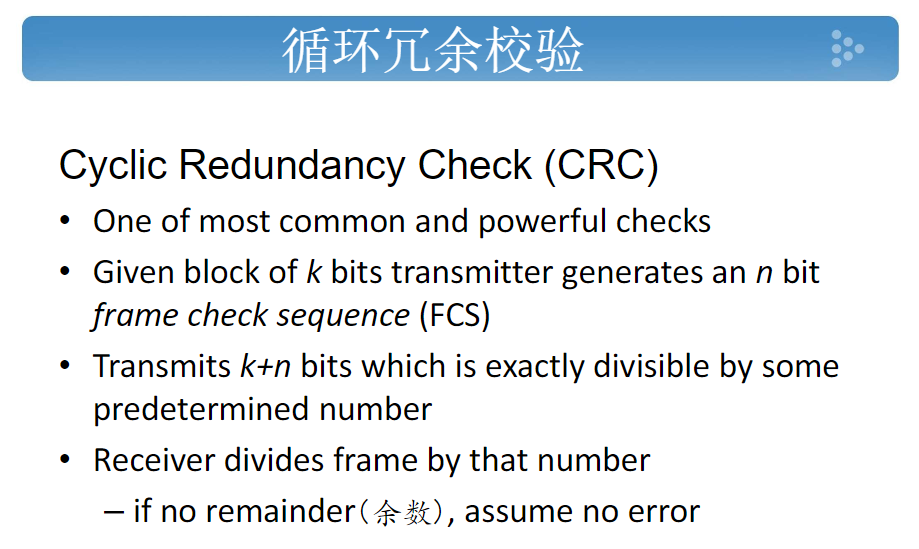 循环冗余校验
Cyclic Redundancy Check (CRC)
• One of most common and powerful checks
• Given block of k bits transmitter generates an n bit
frame check sequence (FCS)
• Transmits k+n bits which is exactly divisible by some
predetermined number
• Receiver divides frame by that number
– if no remainder(余数), assume no error